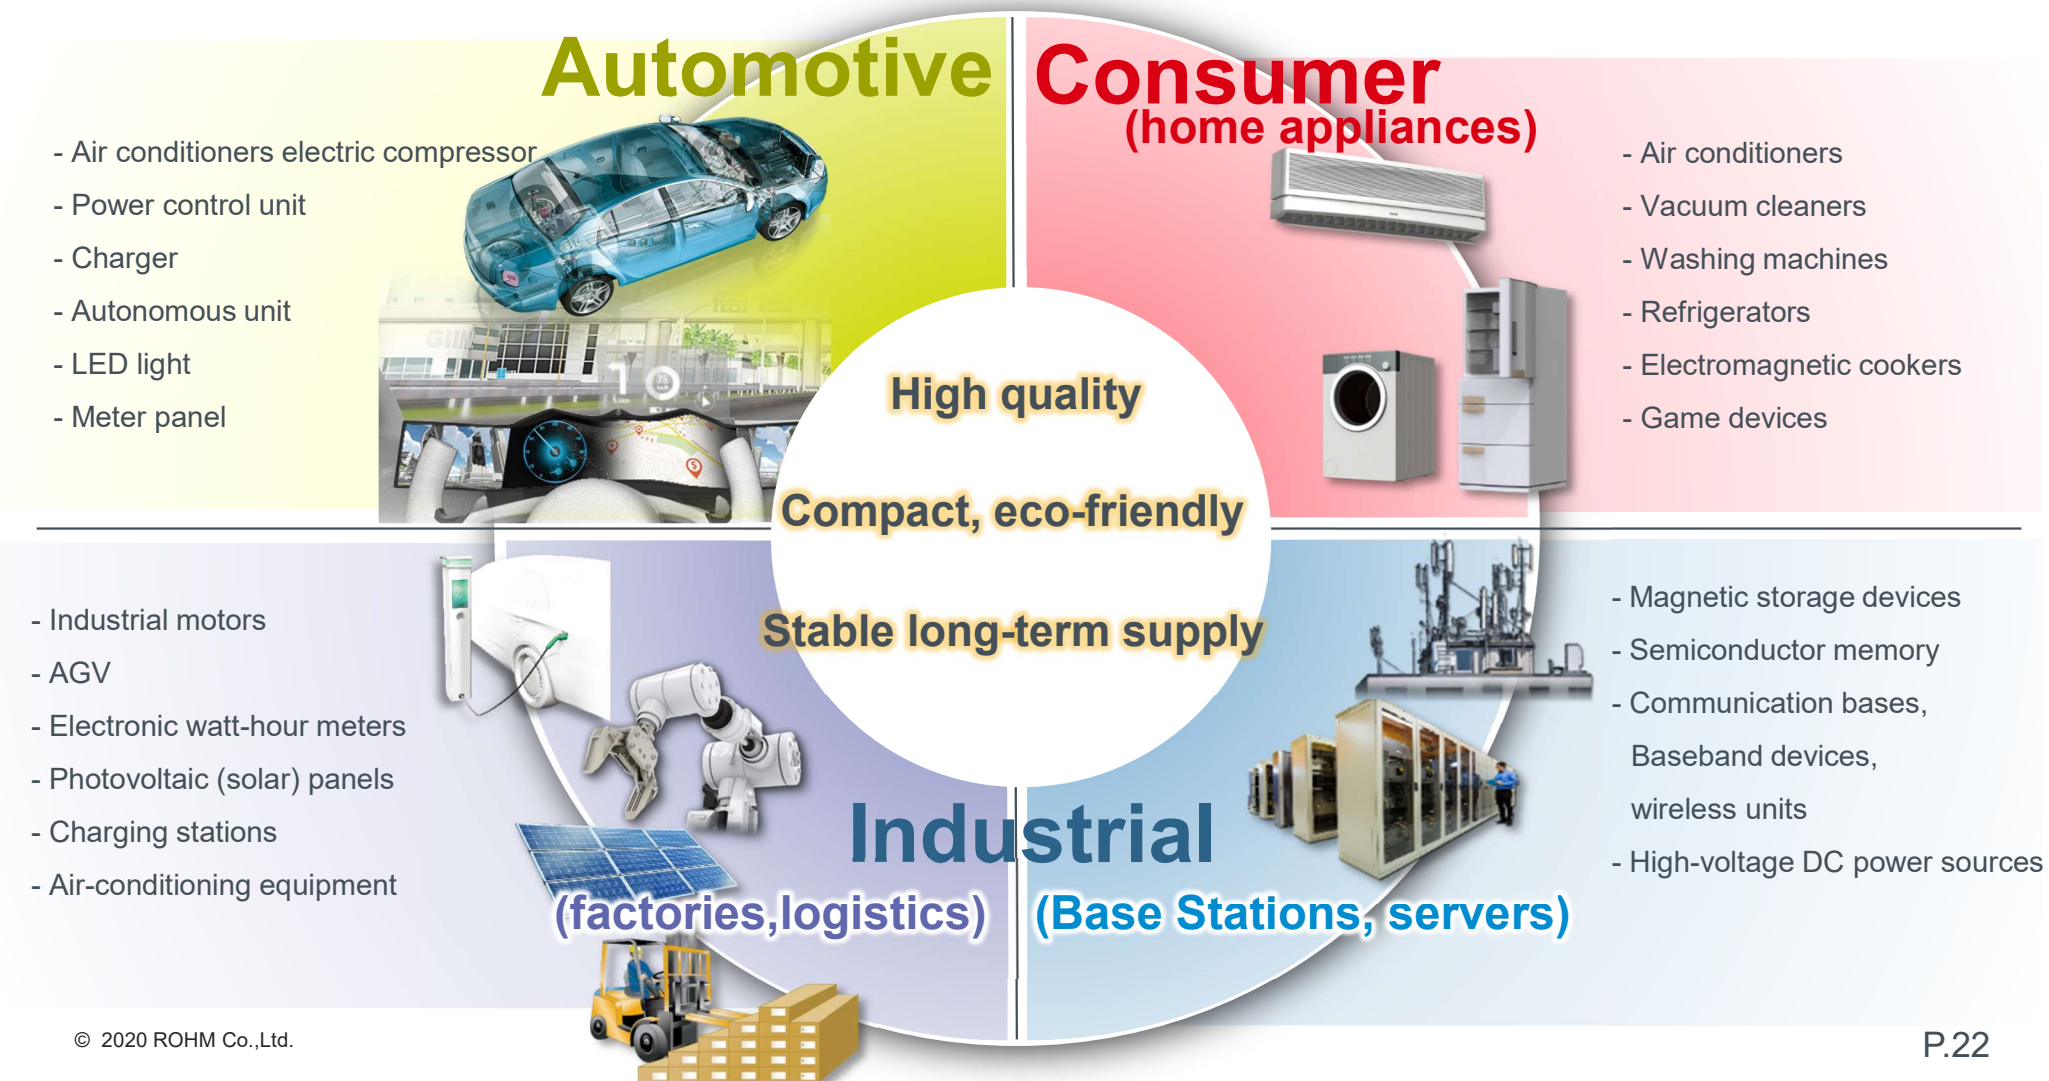 Automotive
- Air conditioners electric compressor
- Power control unit
- Charger
- Autonomous unit
- LED light
- Meter panel
Consumer
(home appliances)
- Air conditioners
- Vacuum cleaners
- Washing machines
- Refrigerators
- Electromagnetic cookers
- Game devices
75
High quality
Compact, eco-friendly
Stable long-term supply
- Industrial motors
- AGV
- Electronic watt-hour meters
- Photovoltaic (solar) panels
- Charging stations
- Air-conditioning equipment
- Magnetic storage devices
- Semiconductor memory
- Communication bases,
Baseband devices,
wireless units
- High-voltage DC power sources
Industrial
(factories,logistics)
(Base Stations, servers)
© 2020 ROHM Co.,Ltd.
P.22